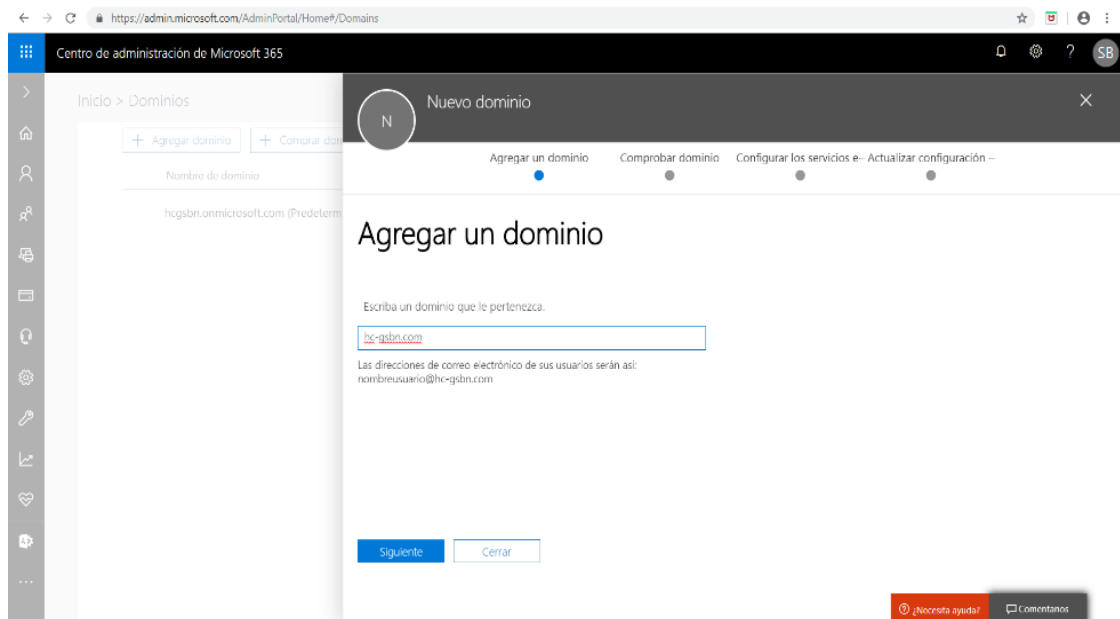 https://admin.microsoft.com/AdminPortal/Home#/Domains
Centro de administración de Microsoft 365
SB
Inicio > Dominios
N
Nuevo dominio
Agregar dominio
Comprar dom
Nombre de dominio
hcgsbn.onmicrosoft.com (Predeterm
Agregar un dominio
Comprobar dominio
Configurar los servicios e...
Actualizar configuración ...
Agregar un dominio
Escriba un dominio que le pertenezca.
hc-gsbn.com
Las direcciones de correo electrónico de sus usuarios serán así:
nombreusuario@hc-gsbn.com
Siguiente
Cerrar
¿Necesita ayuda?
Comentanos